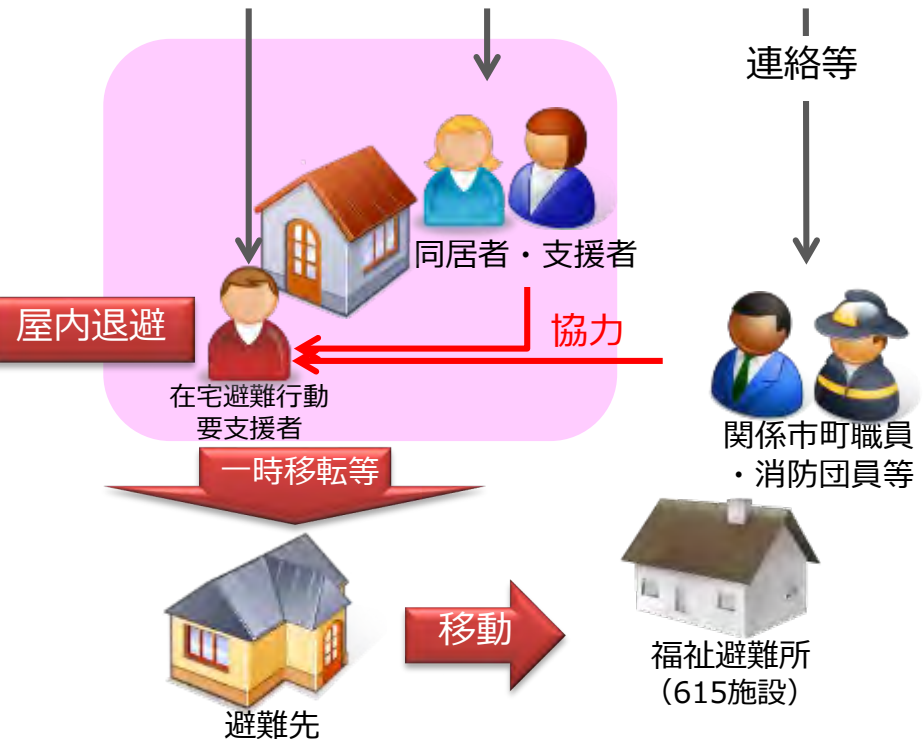 連絡等
同居者・支援者
屋内退避
協力
在宅避難行動
要支援者
関係市町職員
・消防団員等
一時移転等
移動
福祉避難所
（615施設）
避難先